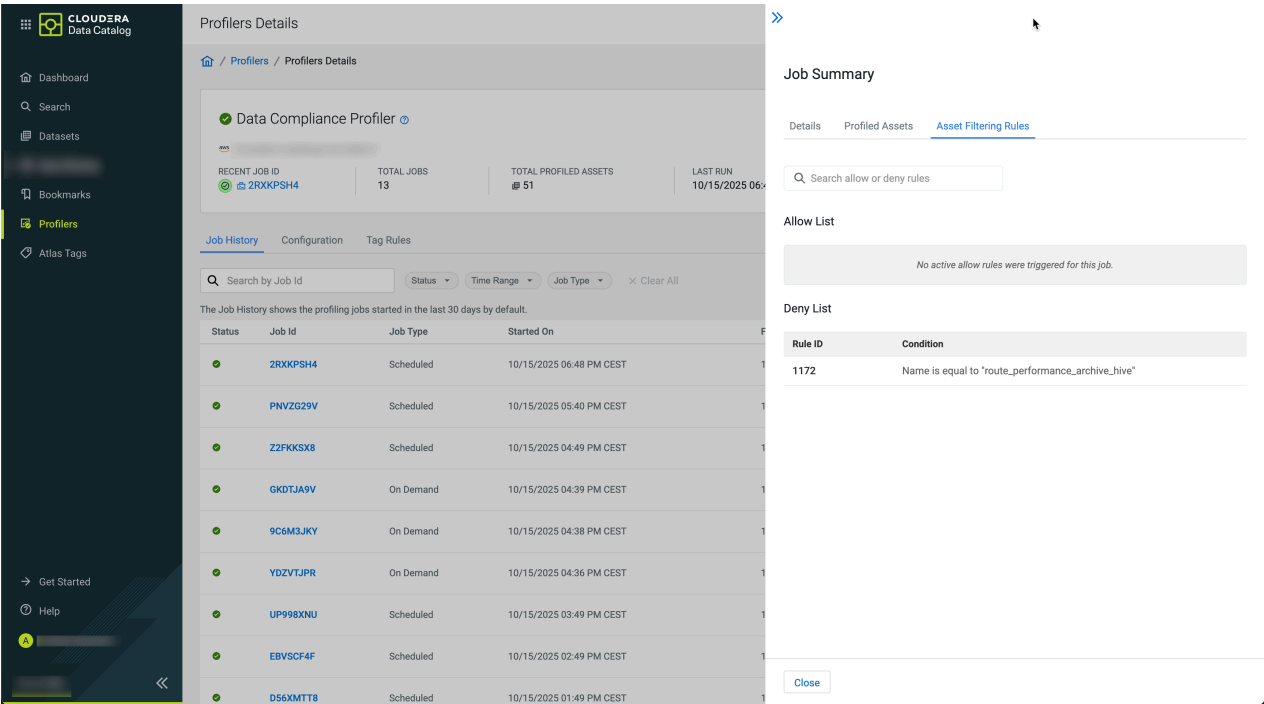 CLOUDERA
Data Catalog
Dashboard
Search
Datasets
Bookmarks
Profilers
Atlas Tags
Get Started
Help
A
Profilers Details
/ Profilers / Profilers Details
Data Compliance Profiler
aws
RECENT JOB ID
2RXKPSH4
TOTAL JOBS
13
TOTAL PROFILED ASSETS
51
LAST RUN
10/15/2025 06:4
Job History Configuration Tag Rules
Search by Job Id Status Time Range Job Type Clear All
The Job History shows the profiling jobs started in the last 30 days by default.
Status Job Id Job Type Started On F
2RXKPSH4 Scheduled 10/15/2025 06:48 PM CEST 1
PNVZG29V Scheduled 10/15/2025 05:40 PM CEST 1
Z2FKKSX8 Scheduled 10/15/2025 04:49 PM CEST 1
GKDTJA9V On Demand 10/15/2025 04:39 PM CEST 1
9C6M3JKY On Demand 10/15/2025 04:38 PM CEST 1
YDZVTJPR On Demand 10/15/2025 04:36 PM CEST 1
UP998XNU Scheduled 10/15/2025 03:49 PM CEST 1
EBVSCF4F Scheduled 10/15/2025 02:49 PM CEST 1
D56XMTT8 Scheduled 10/15/2025 01:49 PM CEST 1
Job Summary
Details Profiled Assets Asset Filtering Rules
Search allow or deny rules
Allow List
No active allow rules were triggered for this job.
Deny List
Rule ID Condition
1172 Name is equal to "route_performance_archive_hive"
Close